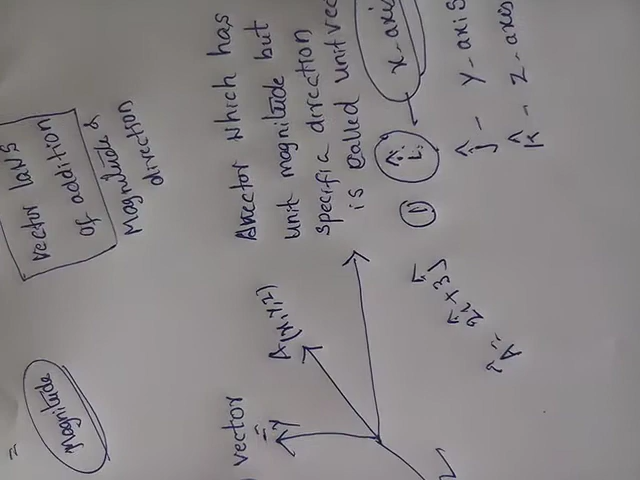 =
Magnitude
vector laws
of addition
Magnitude &
direction
vector
=
y
A(x,y,z)
z
A vector which has
unit magnitude but
specific direction
is called unit vec
① î - x-axis
ĵ - y-axis
k̂ - z-axis
A = 2î+3ĵ